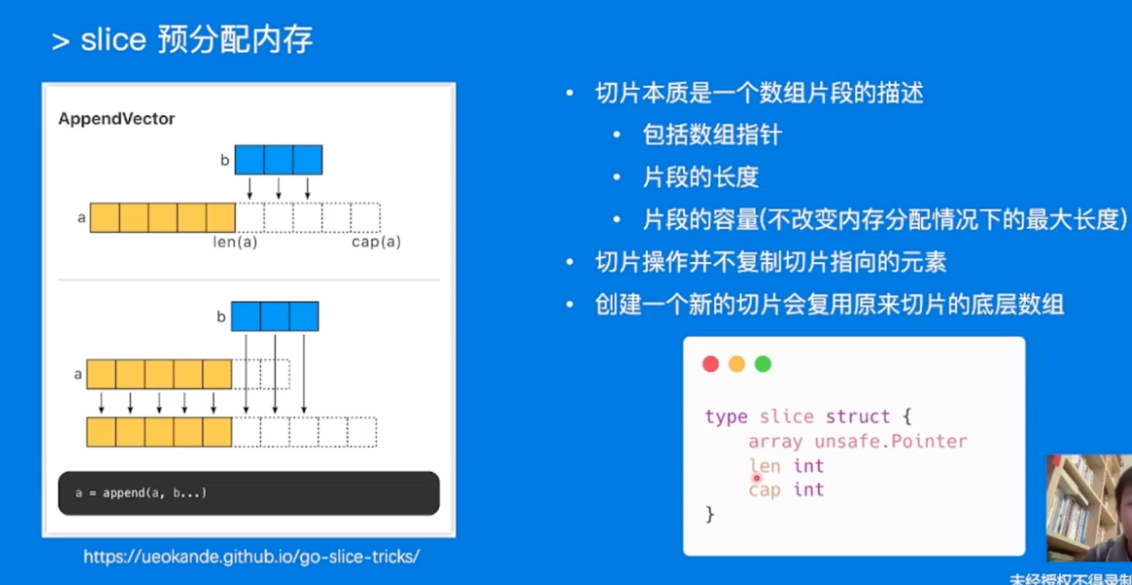 > slice 预分配内存
AppendVector
b
a
len(a)
cap(a)
b
a
a = append(a, b...)
https://ueokande.github.io/go-slice-tricks/
• 切片本质是一个数组片段的描述
• 包括数组指针
• 片段的长度
• 片段的容量(不改变内存分配情况下的最大长度)
• 切片操作并不复制切片指向的元素
• 创建一个新的切片会复用原来切片的底层数组
type slice struct {
array unsafe.Pointer
len int
cap int
}
未经授权不得录制